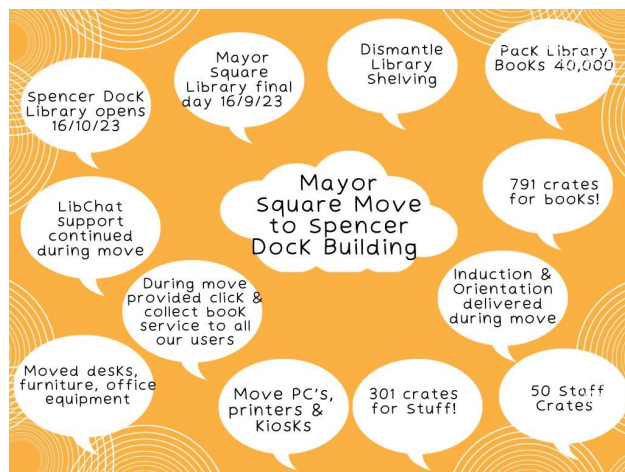 Mayor
Square
Library final
day 16/9/23
Dismantle
Library
Shelving
Pack Library
Books 40,000
Spencer Dock
Library opens
16/10/23
Mayor
Square Move
to Spencer
Dock Building
791 crates
for books!
LibChat
support
continued
during move
During move
provided click &
collect book
service to all
our users
Induction &
Orientation
delivered
during move
Moved desks,
furniture, office
equipment
Move PC's,
printers &
Kiosks
301 crates
for Stuff!
50 Staff
Crates